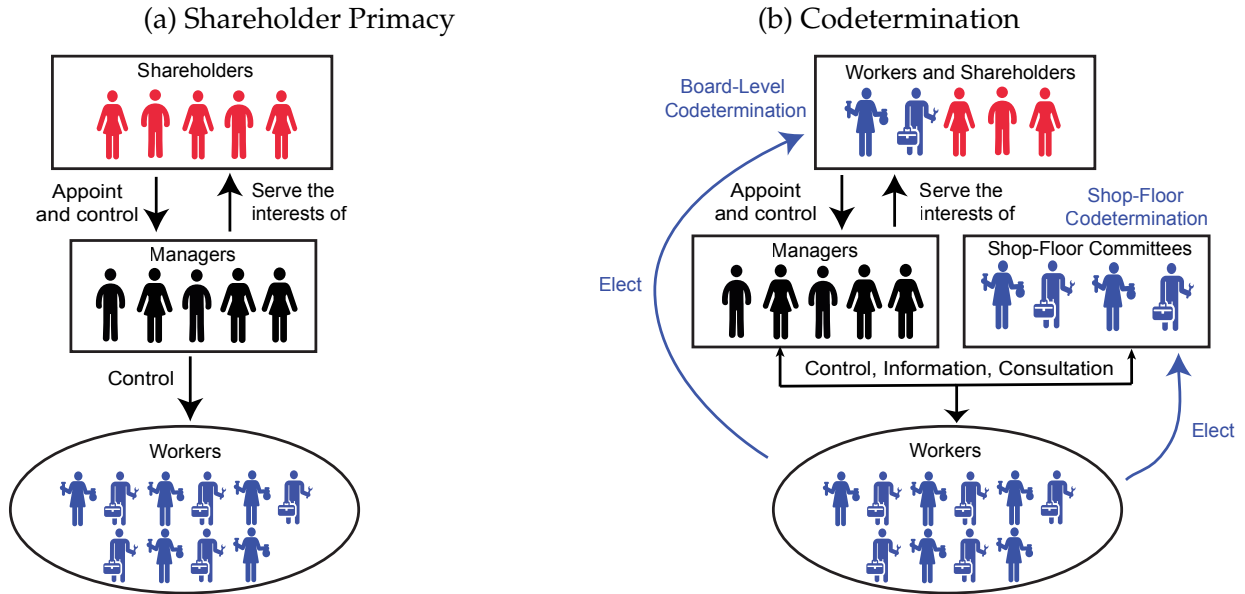 (a) Shareholder Primacy
Shareholders
Appoint
and control
Serve the
interests of
Managers
Control
Workers
(b) Codetermination
Board-Level
Codetermination
Workers and Shareholders
Appoint
and control
Serve the
interests of
Shop-Floor
Codetermination
Managers
Shop-Floor Committees
Elect
Control, Information, Consultation
Elect
Workers